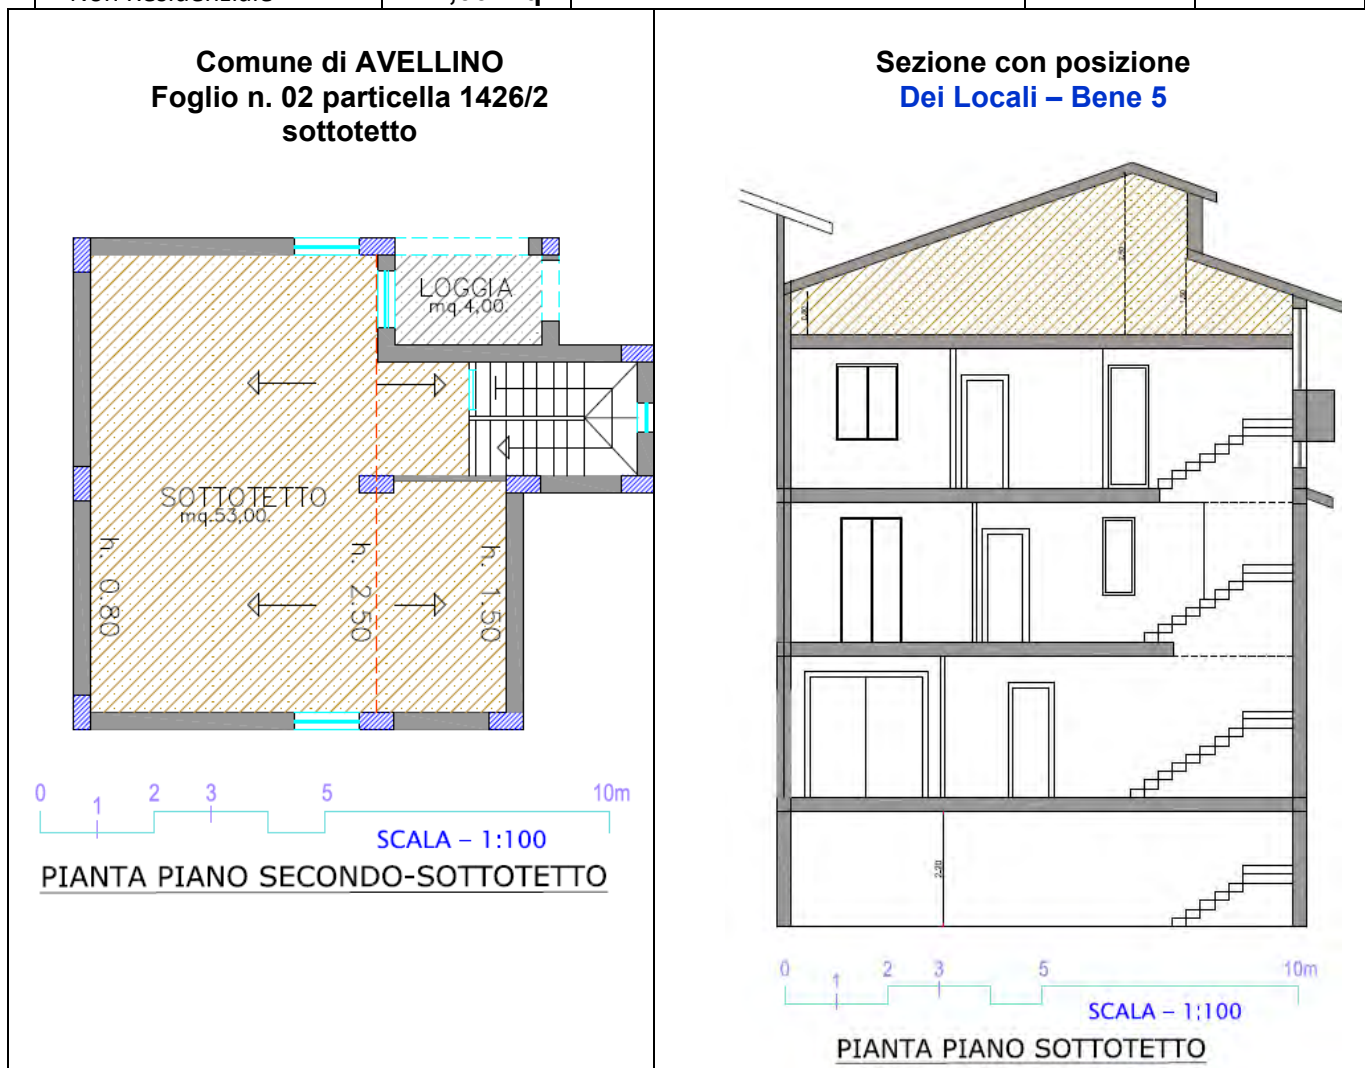 Comune di AVELLINO
Foglio n. 02 particella 1426/2
sottotetto
LOGGIA
mq.4,00.
SOTTOTETTO
mq.53,00.
h. 0.80
h. 2.50
h. 1.50
0 1 2 3 5 10m
SCALA – 1:100
PIANTA PIANO SECONDO-SOTTOTETTO
Sezione con posizione
Dei Locali – Bene 5
2,20
0 1 2 3 5 10m
SCALA – 1:100
PIANTA PIANO SOTTOTETTO